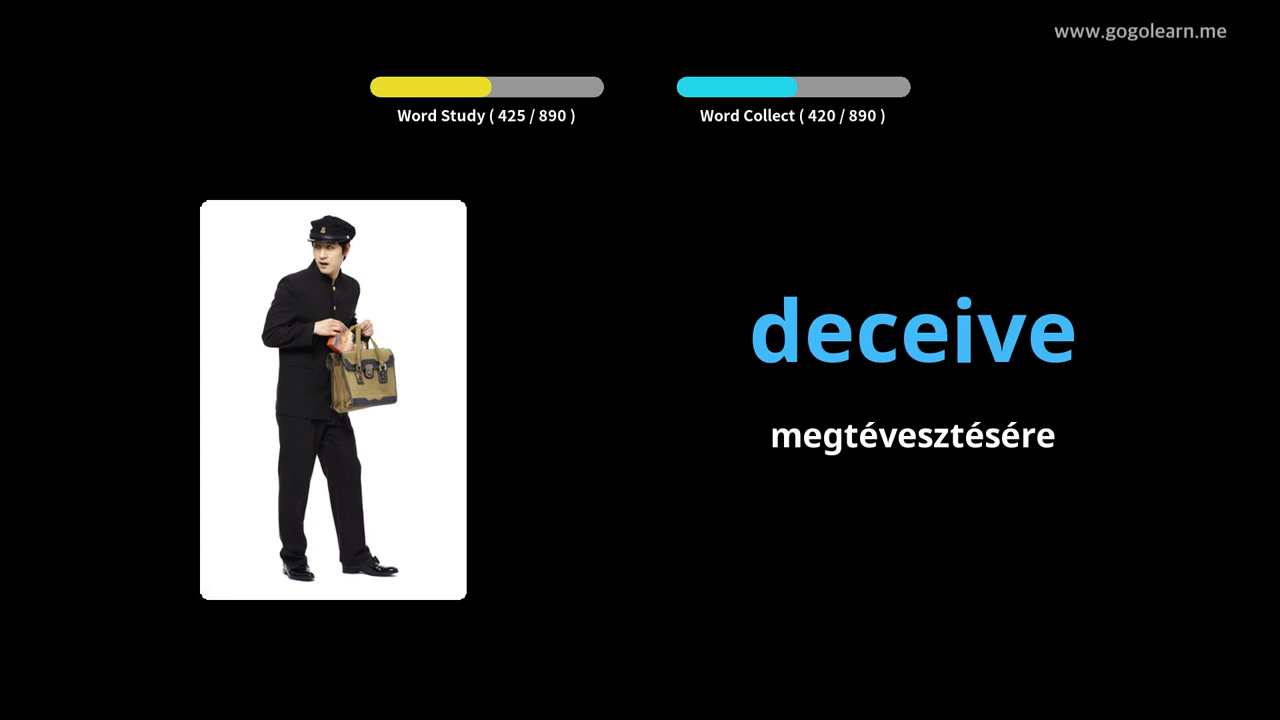 www.gogolearn.me
Word Study ( 425 / 890 )
Word Collect ( 420 / 890 )
deceive
megtévesztésére